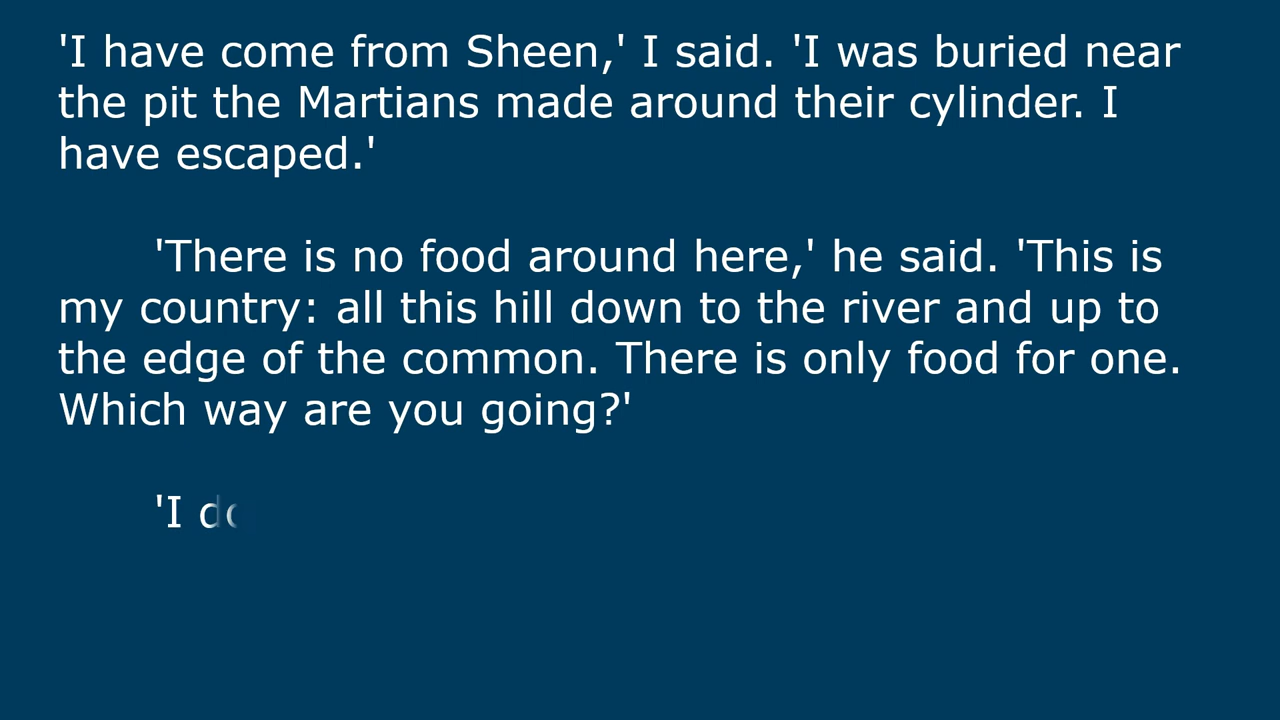 'I have come from Sheen,' I said. 'I was buried near
the pit the Martians made around their cylinder. I
have escaped.'
'There is no food around here,' he said. 'This is
my country: all this hill down to the river and up to
the edge of the common. There is only food for one.
Which way are you going?'
'I